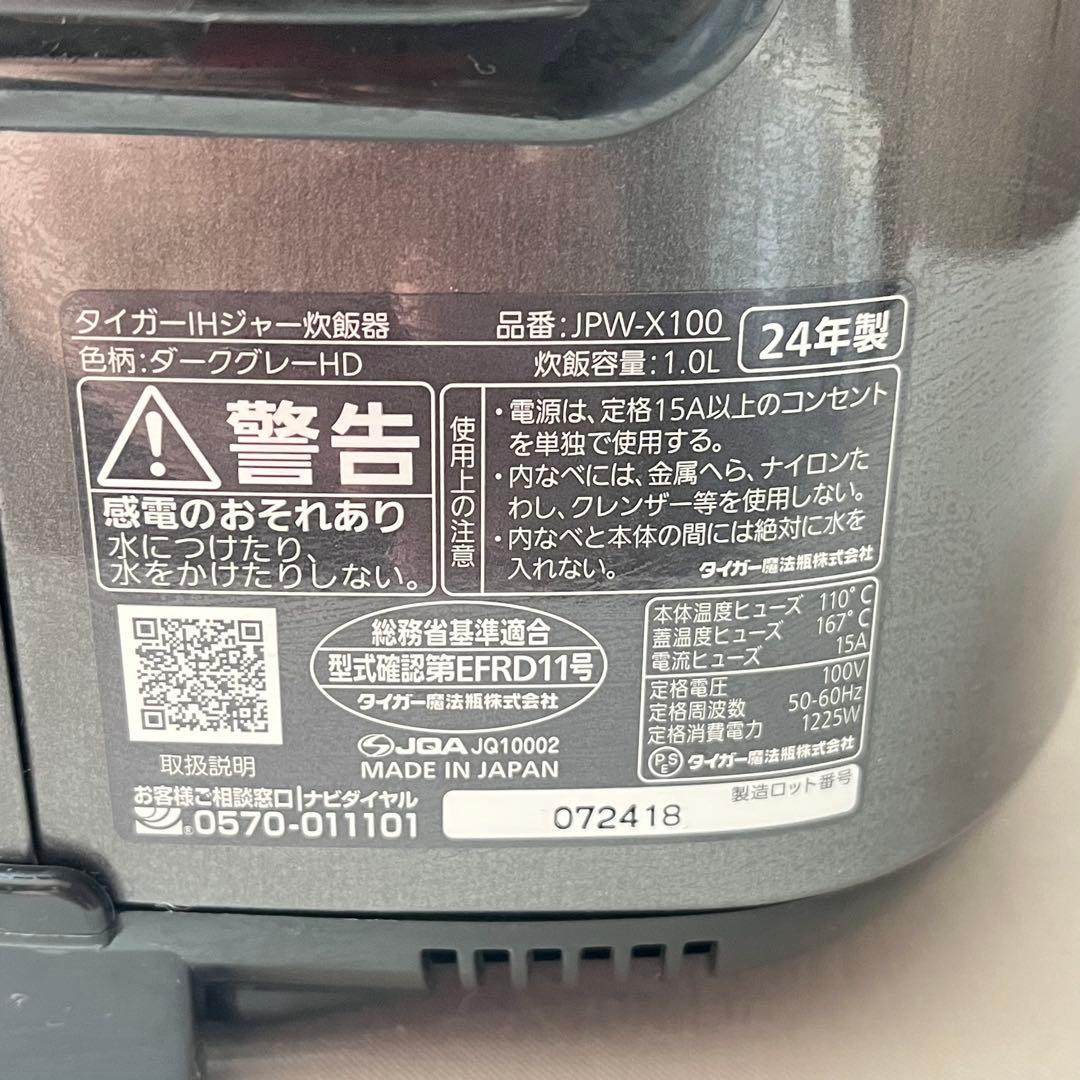 タイガーIHジャー炊飯器
品番:JPW-X100
24年製
色柄:ダークグレーHD
炊飯容量:1.0L
警告
感電のおそれあり
水につけたり、
水をかけたりしない。
使用上の注意
・電源は、定格15A以上のコンセント
を単独で使用する。
・内なべには、金属へら、ナイロンた
わし、クレンザー等を使用しない。
・内なべと本体の間には絶対に水を
入れない。
タイガー魔法瓶株式会社
取扱説明
総務省基準適合
型式確認第EFRD11号
タイガー魔法瓶株式会社
JQA JQ10002
MADE IN JAPAN
本体温度ヒューズ 110°C
蓋温度ヒューズ 167°C
電流ヒューズ 15A
定格電圧 100V
定格周波数 50-60Hz
定格消費電力 1225W
PSE タイガー魔法瓶株式会社
お客様ご相談窓口 ナビダイヤル
® 0570-011101
製造ロット番号
072418